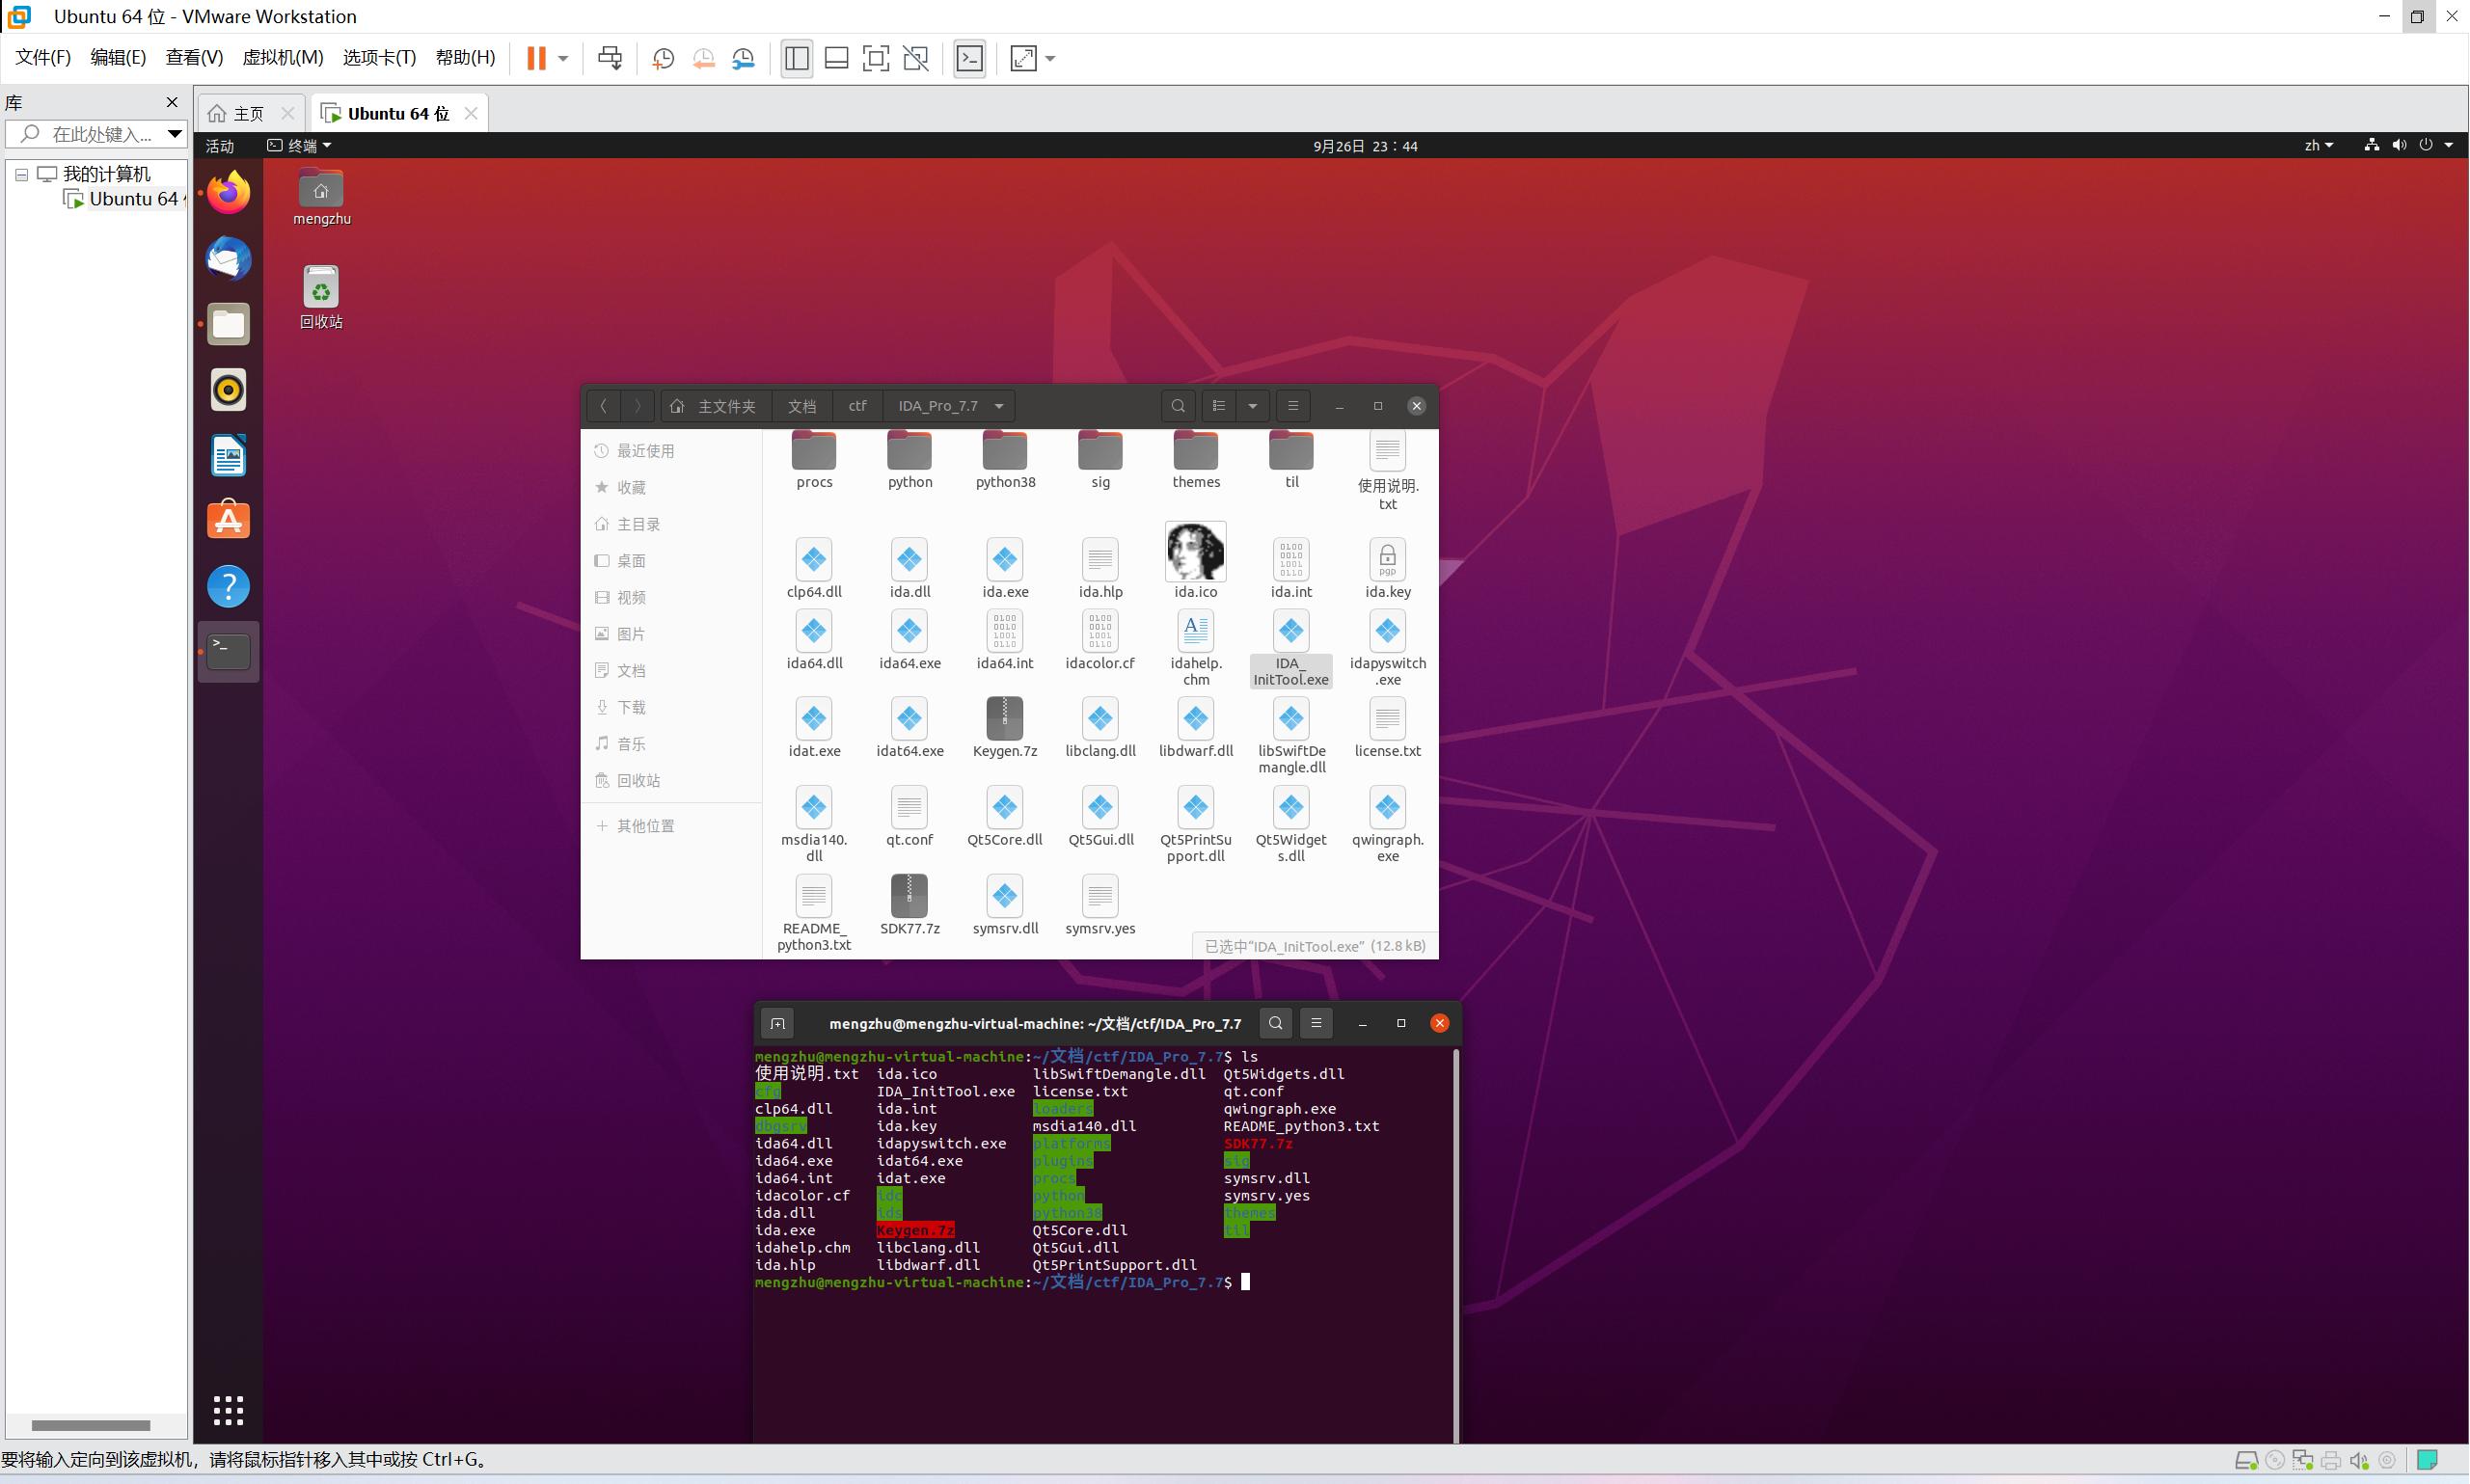 Ubuntu 64 位 - VMware Workstation
文件(F) 编辑(E) 查看(V) 虚拟机(M) 选项卡(T) 帮助(H)
库
在此处键入...
主页
Ubuntu 64 位
我的计算机
Ubuntu 64
活动
终端
9月26日 23：44
zh
mengzhu
回收站
主文件夹 文档 ctf IDA_Pro_7.7
最近使用
收藏
主目录
桌面
视频
图片
文档
下载
音乐
回收站
其他位置
procs python python38 sig themes til 使用说明.
txt
clp64.dll ida.dll ida.exe ida.hlp ida.ico ida.int ida.key
pgp
ida64.dll ida64.exe ida64.int idacolor.cf idahelp. IDA_ idapyswitch
chm InitTool.exe .exe
idat.exe idat64.exe Keygen.7z libclang.dll libdwarf.dll libSwiftDe license.txt
mangle.dll
msdia140. qt.conf Qt5Core.dll Qt5Gui.dll Qt5PrintSu Qt5Widget qwingraph.
dll pport.dll s.dll exe
README_ SDK77.7z symsrv.dll symsrv.yes
python3.txt
已选中“IDA_InitTool.exe” (12.8 kB)
mengzhu@mengzhu-virtual-machine: ~/文档/ctf/IDA_Pro_7.7
mengzhu@mengzhu-virtual-machine:~/文档/ctf/IDA_Pro_7.7$ ls
使用说明.txt ida.ico libSwiftDemangle.dll Qt5Widgets.dll
cfg IDA_InitTool.exe license.txt qt.conf
clp64.dll ida.int loaders qwingraph.exe
dbgsrv ida.key msdia140.dll README_python3.txt
ida64.dll idapyswitch.exe platforms SDK77.7z
ida64.exe idat64.exe plugins sig
ida64.int idat.exe procs symsrv.dll
idacolor.cf idc python symsrv.yes
ida.dll ids python38 themes
ida.exe Keygen.7z Qt5Core.dll til
idahelp.chm libclang.dll Qt5Gui.dll
ida.hlp libdwarf.dll Qt5PrintSupport.dll
mengzhu@mengzhu-virtual-machine:~/文档/ctf/IDA_Pro_7.7$
要将输入定向到该虚拟机，请将鼠标指针移入其中或按 Ctrl+G。